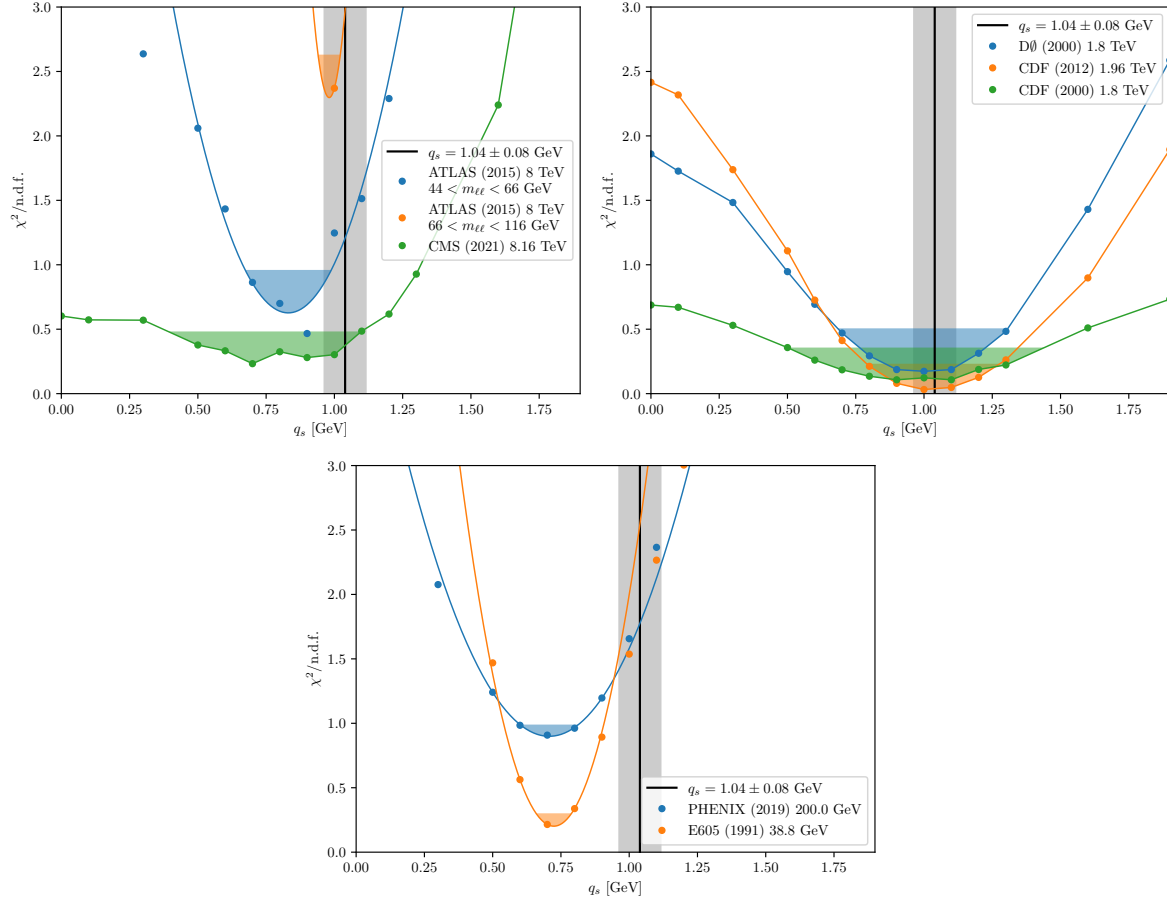 3.0
2.5
2.0
1.5
1.0
0.5
0.0
χ²/n.d.f.
0.00 0.25 0.50 0.75 1.00 1.25 1.50 1.75
q_s [GeV]
q_s = 1.04 ± 0.08 GeV
ATLAS (2015) 8 TeV
44 < m_ℓℓ < 66 GeV
ATLAS (2015) 8 TeV
66 < m_ℓℓ < 116 GeV
CMS (2021) 8.16 TeV
3.0
2.5
2.0
1.5
1.0
0.5
0.0
χ²/n.d.f.
0.00 0.25 0.50 0.75 1.00 1.25 1.50 1.75
q_s [GeV]
q_s = 1.04 ± 0.08 GeV
DØ (2000) 1.8 TeV
CDF (2012) 1.96 TeV
CDF (2000) 1.8 TeV
3.0
2.5
2.0
1.5
1.0
0.5
0.0
χ²/n.d.f.
0.00 0.25 0.50 0.75 1.00 1.25 1.50 1.75
q_s [GeV]
q_s = 1.04 ± 0.08 GeV
PHENIX (2019) 200.0 GeV
E605 (1991) 38.8 GeV